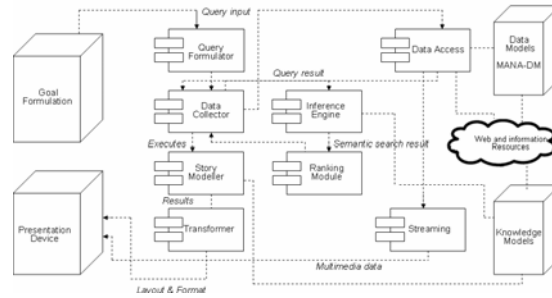 Query input
Query
Formulator
Data Access
Data
Models
MANA-DM
Goal
Formulation
Query result
Data
Collector
Inference
Engine
Web and information
Resources
Executes
Semantic search result
Story
Modeller
Ranking
Module
Results
Presentation
Device
Transformer
Streaming
Knowledge
Models
Multimedia data
Layout & Format